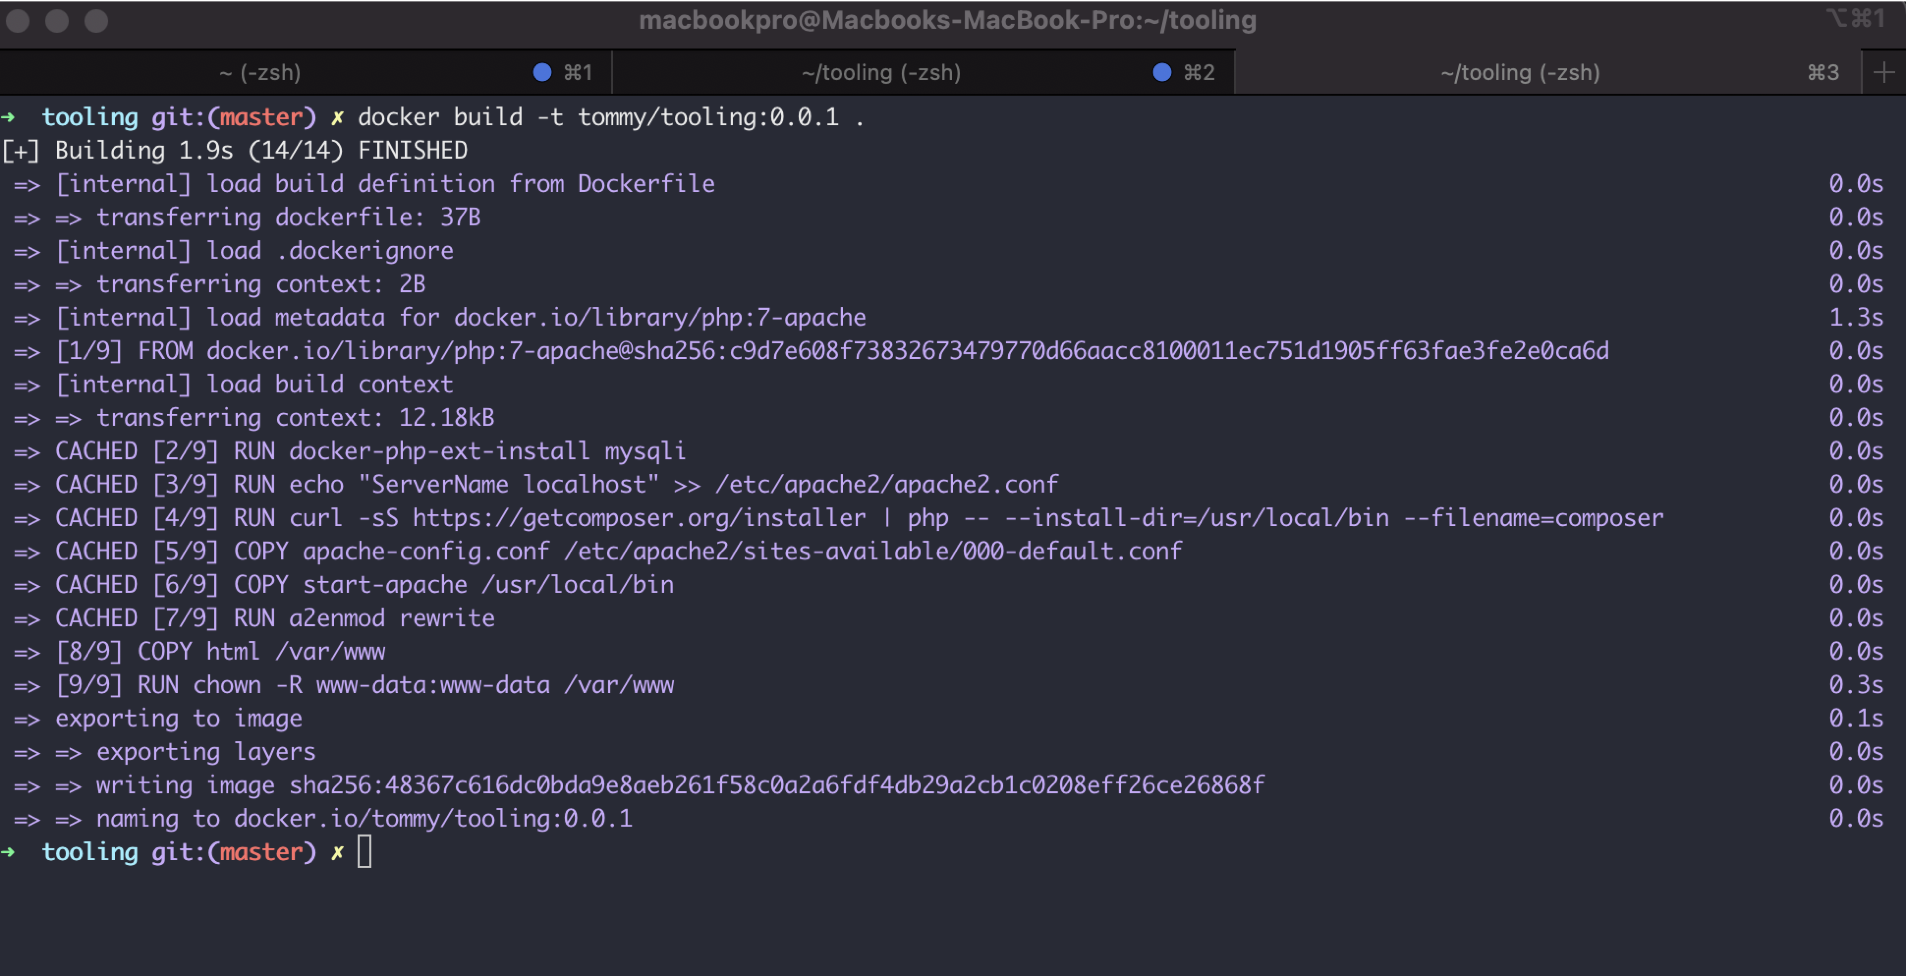 macbookpro@Macbooks-MacBook-Pro:~/tooling ⌥⌘1
~ (-zsh) ⌘1 ~/tooling (-zsh) ⌘2 ~/tooling (-zsh) ⌘3 +
→ tooling git:(master) ✗ docker build -t tommy/tooling:0.0.1 .
[+] Building 1.9s (14/14) FINISHED
=> [internal] load build definition from Dockerfile 0.0s
=> => transferring dockerfile: 37B 0.0s
=> [internal] load .dockerignore 0.0s
=> => transferring context: 2B 0.0s
=> [internal] load metadata for docker.io/library/php:7-apache 1.3s
=> [1/9] FROM docker.io/library/php:7-apache@sha256:c9d7e608f73832673479770d66aacc8100011ec751d1905ff63fae3fe2e0ca6d 0.0s
=> [internal] load build context 0.0s
=> => transferring context: 12.18kB 0.0s
=> CACHED [2/9] RUN docker-php-ext-install mysqli 0.0s
=> CACHED [3/9] RUN echo "ServerName localhost" >> /etc/apache2/apache2.conf 0.0s
=> CACHED [4/9] RUN curl -sS https://getcomposer.org/installer | php -- --install-dir=/usr/local/bin --filename=composer 0.0s
=> CACHED [5/9] COPY apache-config.conf /etc/apache2/sites-available/000-default.conf 0.0s
=> CACHED [6/9] COPY start-apache /usr/local/bin 0.0s
=> CACHED [7/9] RUN a2enmod rewrite 0.0s
=> [8/9] COPY html /var/www 0.0s
=> [9/9] RUN chown -R www-data:www-data /var/www 0.3s
=> exporting to image 0.1s
=> => exporting layers 0.0s
=> => writing image sha256:48367c616dc0bda9e8aeb261f58c0a2a6fdf4db29a2cb1c0208eff26ce26868f 0.0s
=> => naming to docker.io/tommy/tooling:0.0.1 0.0s
→ tooling git:(master) ✗